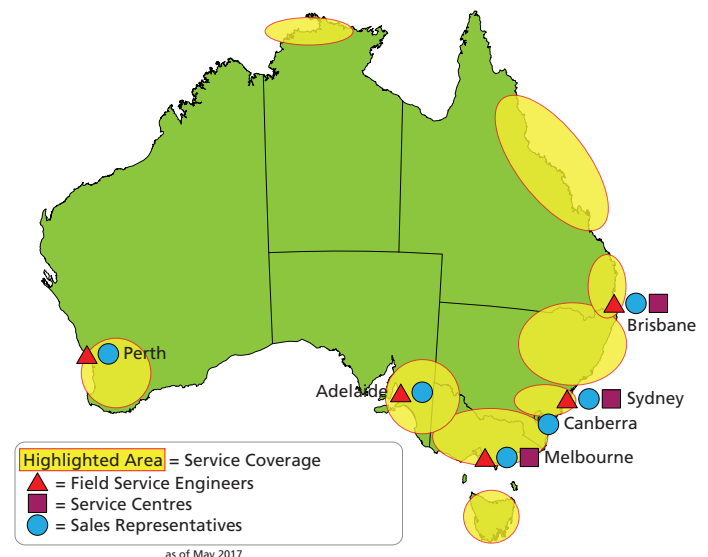 Brisbane
Perth
Adelaide
Sydney
Canberra
Melbourne
Highlighted Area = Service Coverage
= Field Service Engineers
= Service Centres
= Sales Representatives
as of May 2017